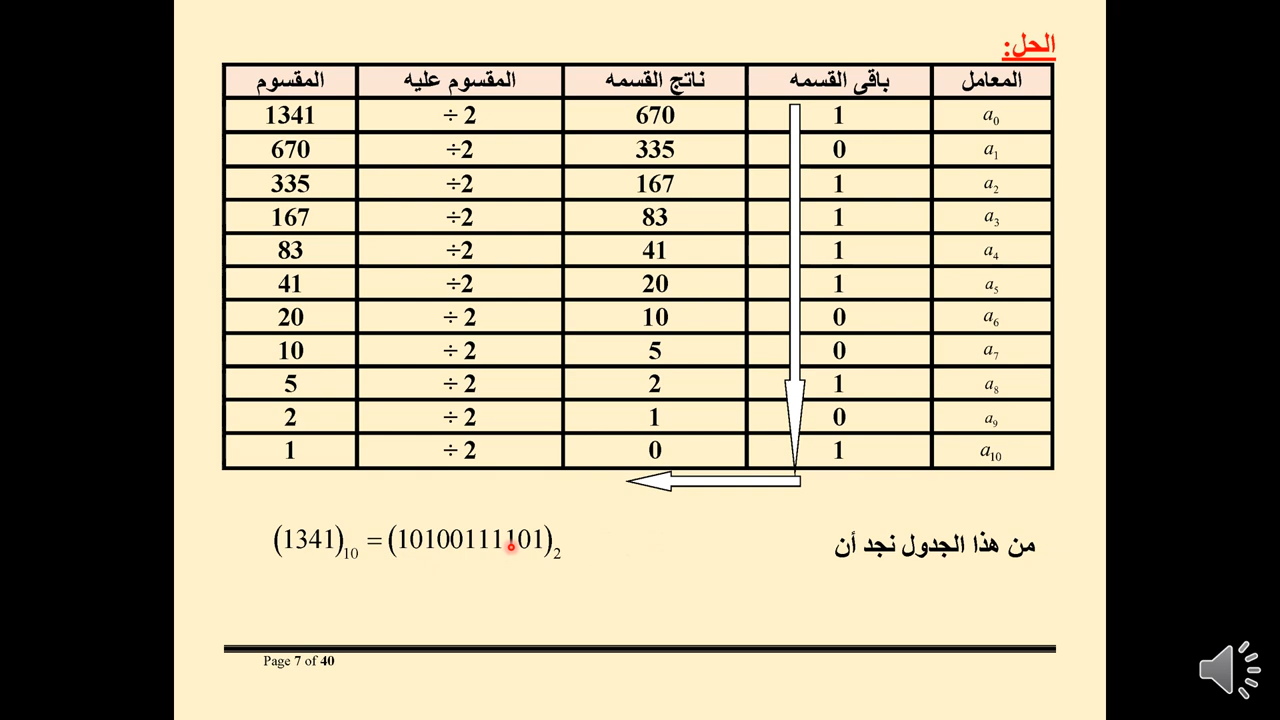 الحل:
المعامل باقى القسمه ناتج القسمه المقسوم عليه المقسوم
a₀ 1 670 ÷ 2 1341
a₁ 0 335 ÷2 670
a₂ 1 167 ÷2 335
a₃ 1 83 ÷2 167
a₄ 1 41 ÷2 83
a₅ 1 20 ÷2 41
a₆ 0 10 ÷ 2 20
a₇ 0 5 ÷ 2 10
a₈ 1 2 ÷ 2 5
a₉ 0 1 ÷ 2 2
a₁₀ 1 0 ÷ 2 1
من هذا الجدول نجد أن (1341)₁₀ = (10100111101)₂
Page 7 of 40